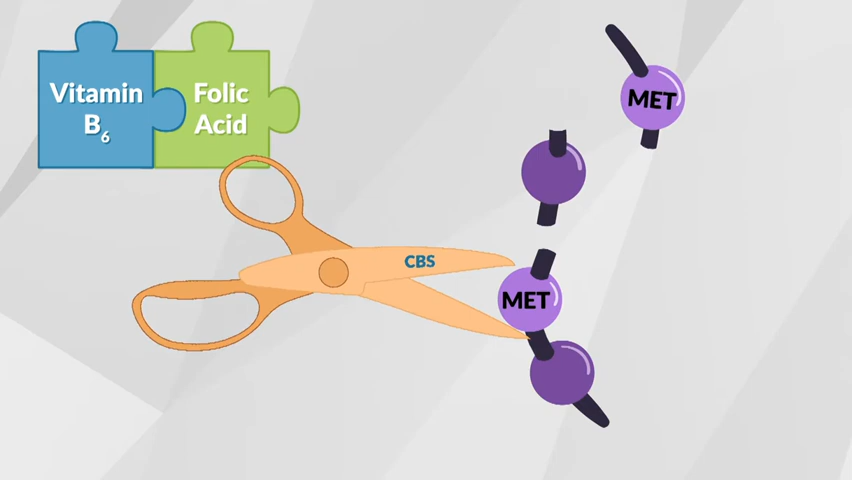 Vitamin
B₆
Folic
Acid
MET
CBS
MET